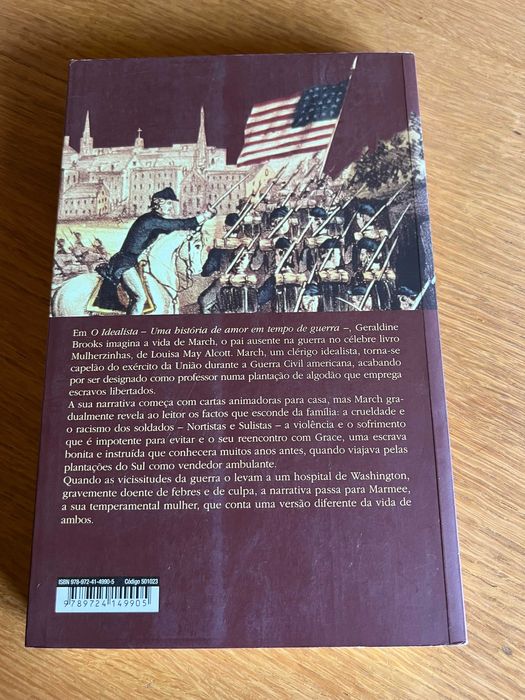 Em O Idealista – Uma história de amor em tempo de guerra –, Geraldine
Brooks imagina a vida de March, o pai ausente na guerra no célebre livro
Mulherzinhas, de Louisa May Alcott. March, um clérigo idealista, torna-se
capelão do exército da União durante a Guerra Civil americana, acabando
por ser designado como professor numa plantação de algodão que emprega
escravos libertados.
A sua narrativa começa com cartas animadoras para casa, mas March gra-
dualmente revela ao leitor os factos que esconde da família: a crueldade e
o racismo dos soldados – Nortistas e Sulistas – a violência e o sofrimento
que é impotente para evitar e o seu reencontro com Grace, uma escrava
bonita e instruída que conhecera muitos anos antes, quando viajava pelas
plantações do Sul como vendedor ambulante.
Quando as vicissitudes da guerra o levam a um hospital de Washington,
gravemente doente de febres e de culpa, a narrativa passa para Marmee,
a sua temperamental mulher, que conta uma versão diferente da vida de
ambos.
ISBN 978-972-41-4990-5 Código 501023
9789724149905